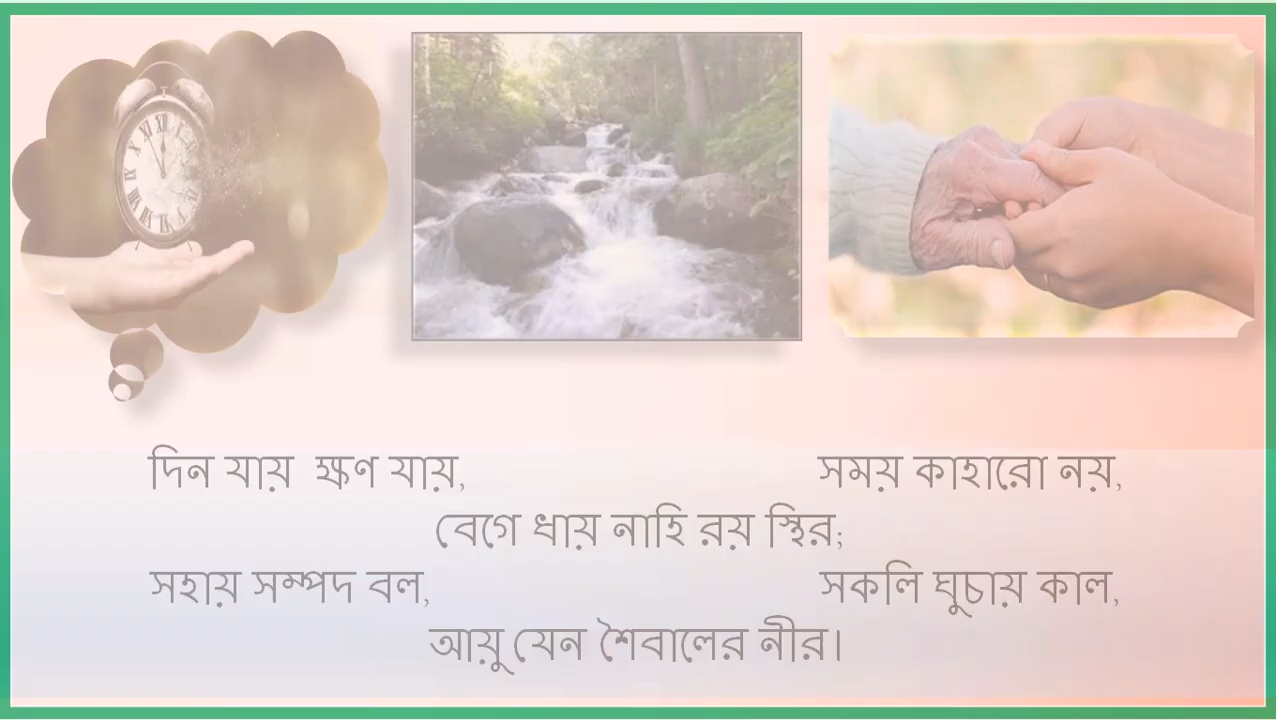 দিন যায় ক্ষণ যায়, সময় কাহারো নয়,
বেগে ধায় নাহি রয় স্থির;
সহায় সম্পদ বল, সকলি ঘুচায় কাল,
আয়ু যেন শৈবালের নীর।